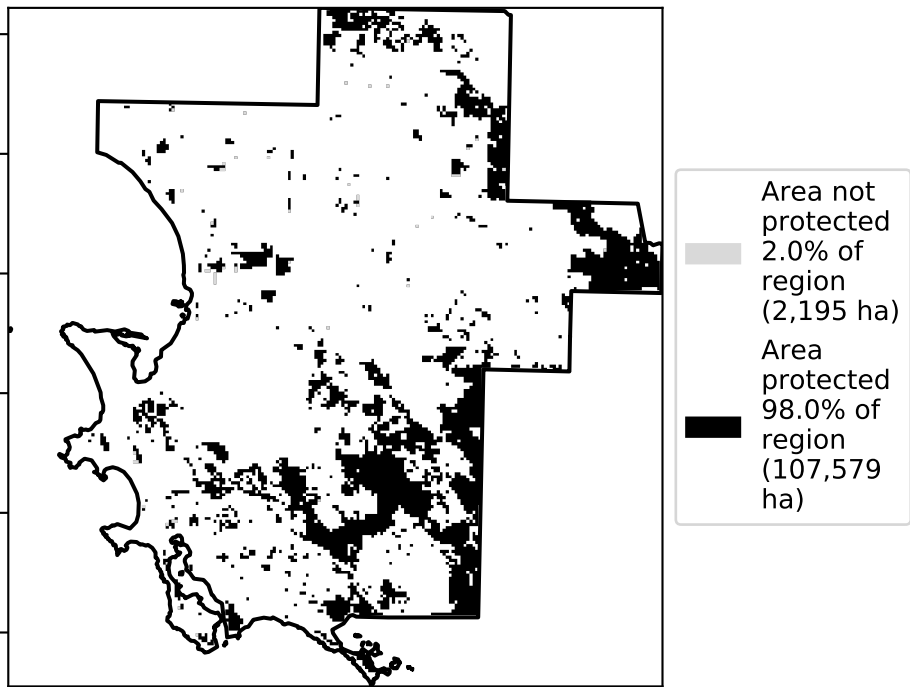 Area not
protected
2.0% of
region
(2,195 ha)
Area
protected
98.0% of
region
(107,579
ha)